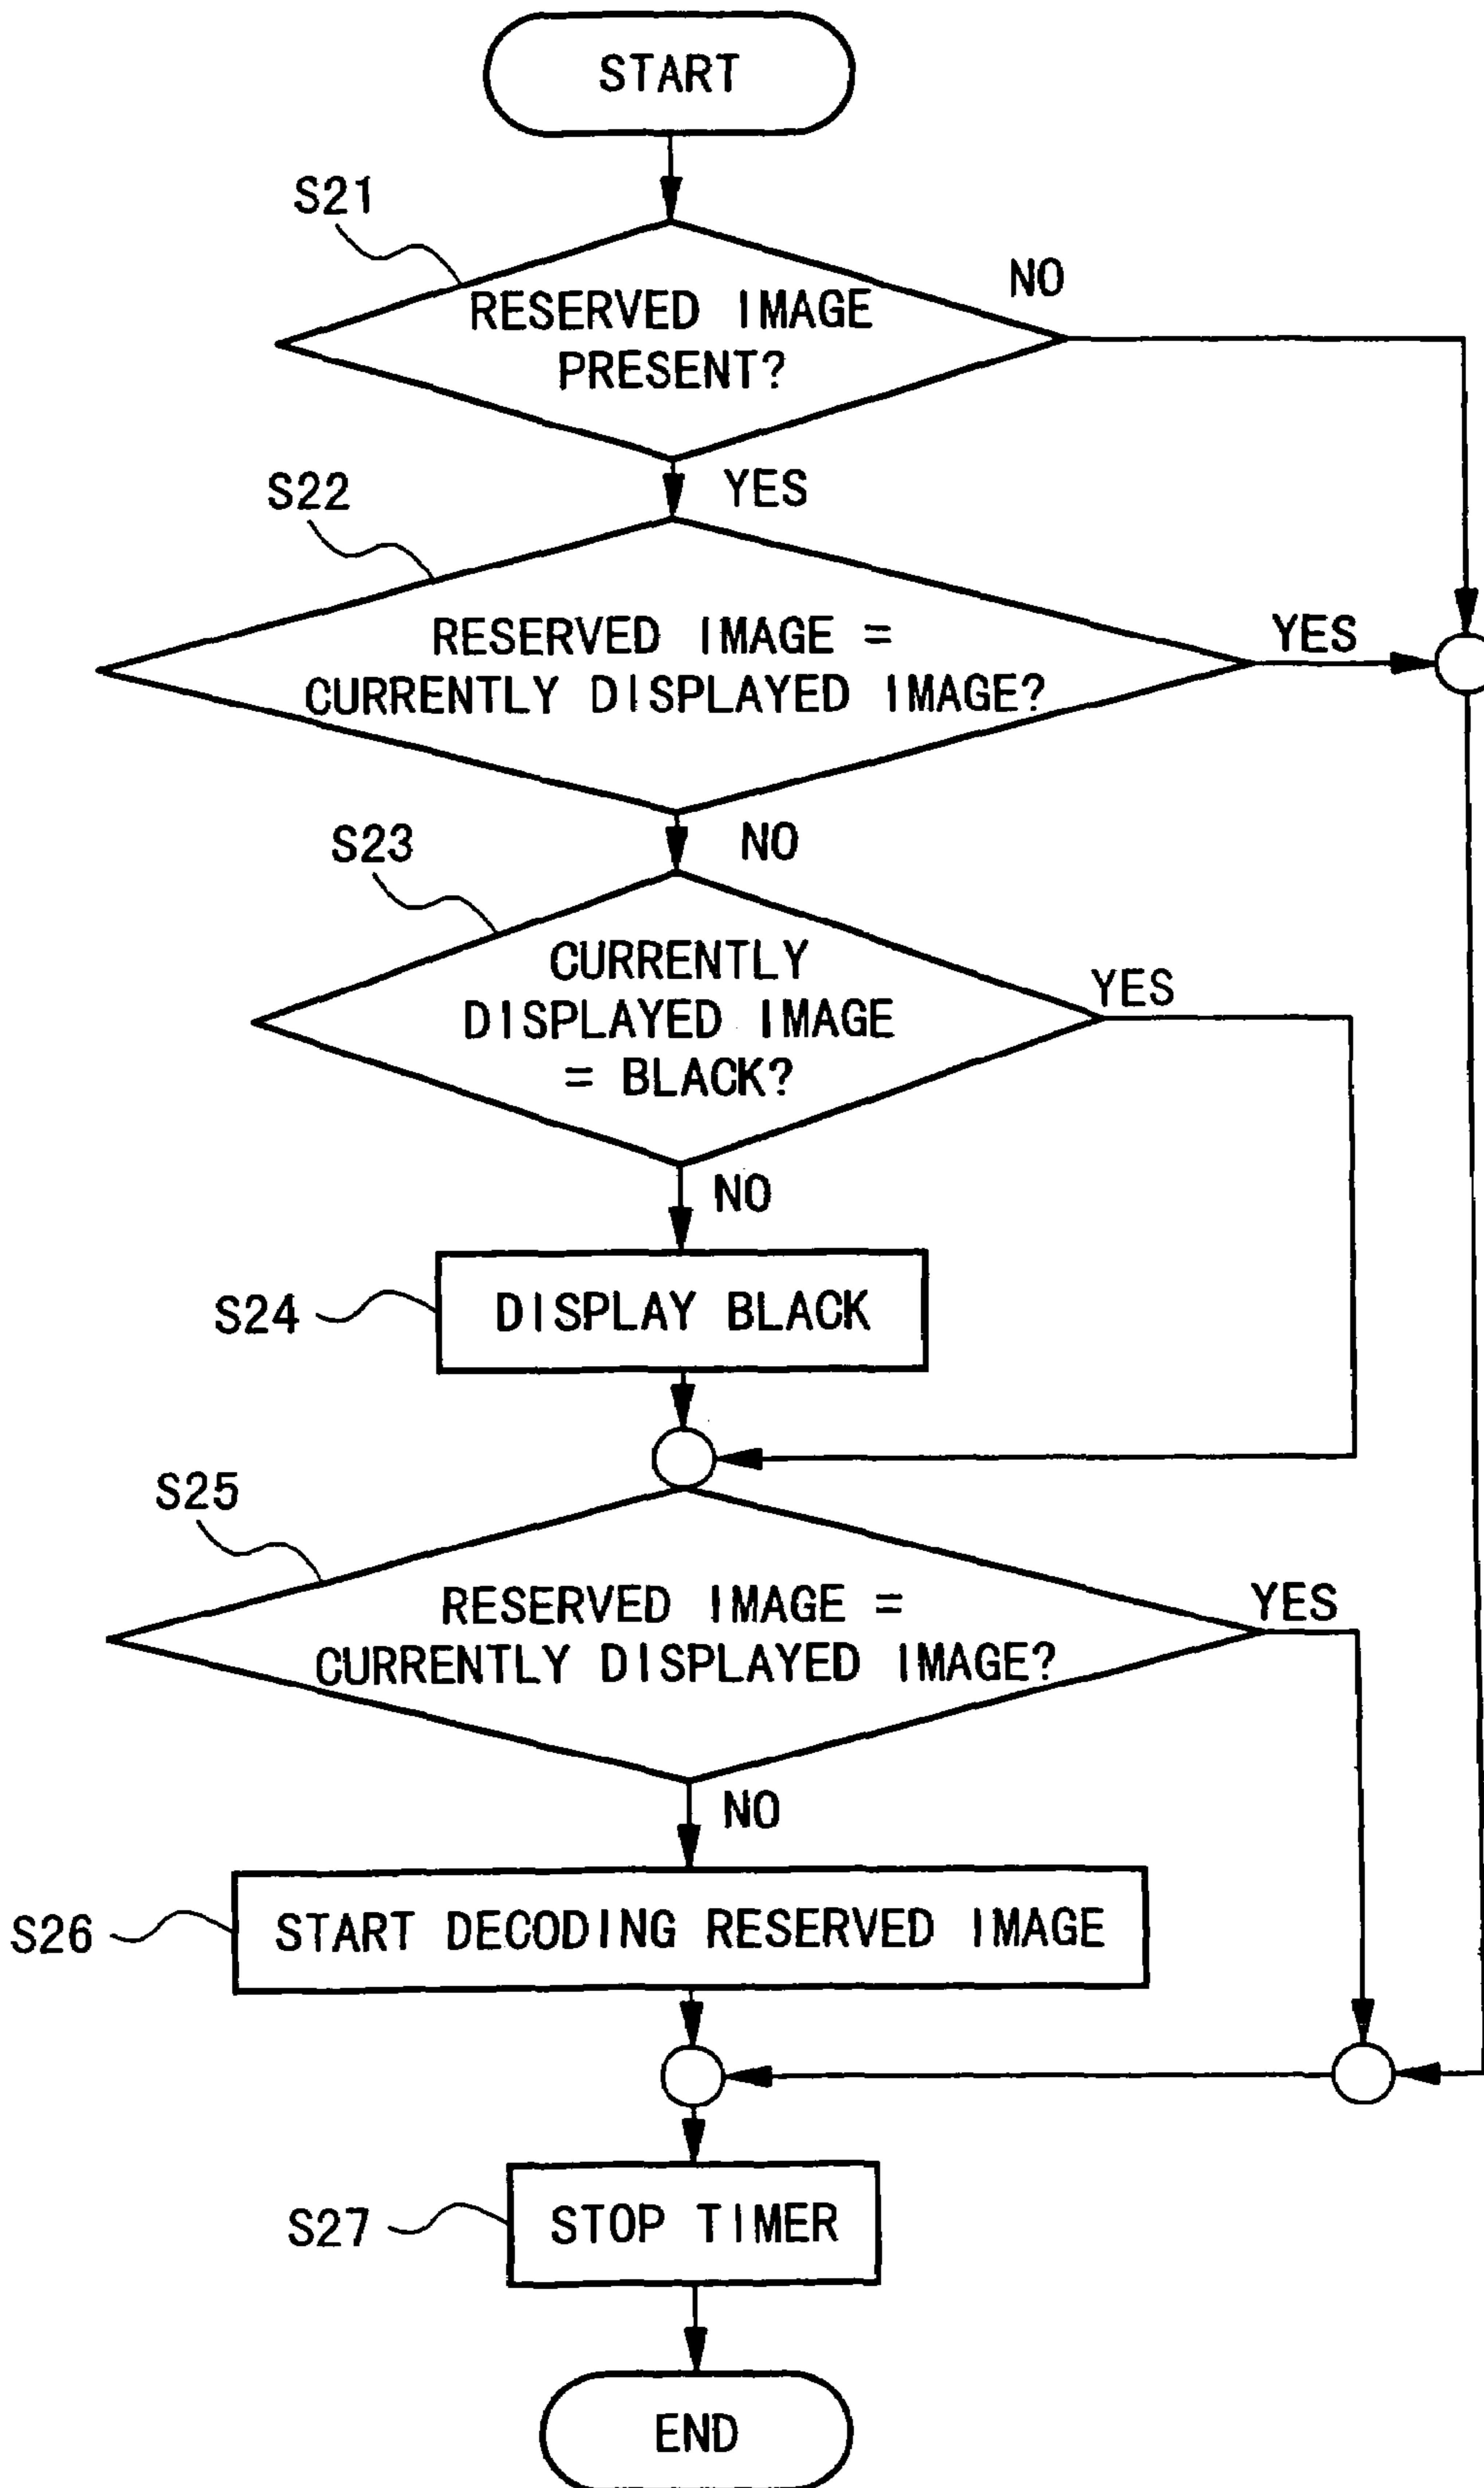 START
S21
RESERVED IMAGE
PRESENT?
NO
YES
S22
RESERVED IMAGE =
CURRENTLY DISPLAYED IMAGE?
YES
NO
S23
CURRENTLY
DISPLAYED IMAGE
= BLACK?
YES
NO
S24
DISPLAY BLACK
S25
RESERVED IMAGE =
CURRENTLY DISPLAYED IMAGE?
YES
NO
S26
START DECODING RESERVED IMAGE
S27
STOP TIMER
END